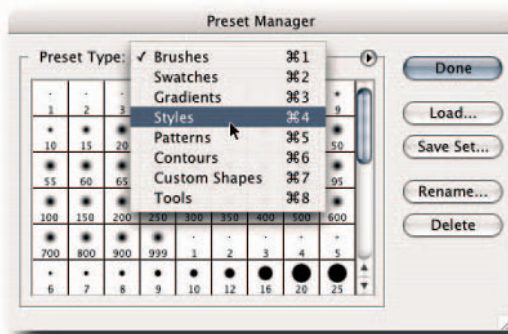 Preset Manager
Preset Type: ✓ Brushes ⌘1
Swatches ⌘2
Gradients ⌘3
Styles ⌘4
Patterns ⌘5
Contours ⌘6
Custom Shapes ⌘7
Tools ⌘8
Done
Load...
Save Set...
Rename...
Delete
1 2 3 9
10 15 20 50
55 60 65 95
100 150 200 250 300 350 400 500 600
700 800 900 999 1 2 3 4 5
6 7 8 9 10 12 16 20 25